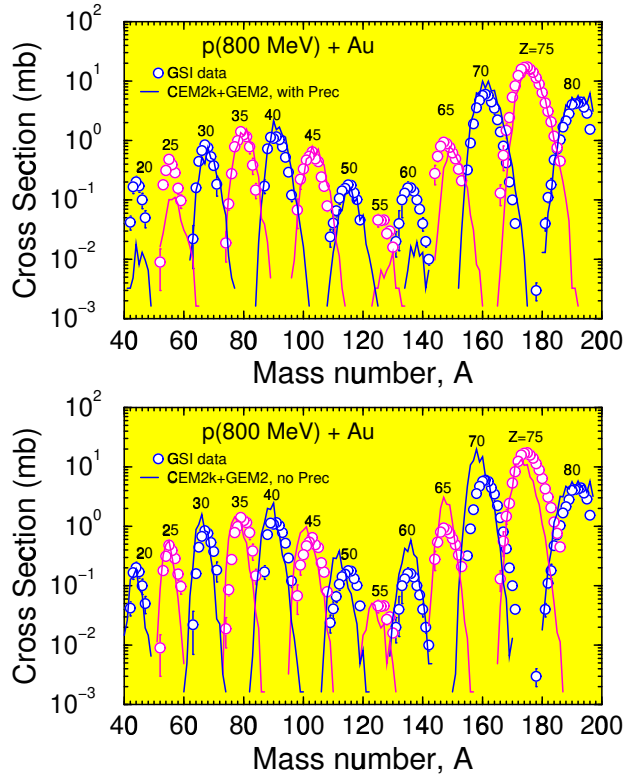 10²
p(800 MeV) + Au
Z=75
10¹
GSI data
70
80
CEM2k+GEM2, with Prec
35
40
65
10⁰
30
25
45
20
50
60
10⁻¹
55
10⁻²
10⁻³
Cross Section (mb)
40 60 80 100 120 140 160 180 200
Mass number, A
10²
p(800 MeV) + Au
70
Z=75
10¹
GSI data
80
CEM2k+GEM2, no Prec
40
65
30
35
10⁰
25
45
60
20
50
10⁻¹
55
10⁻²
10⁻³
Cross Section (mb)
40 60 80 100 120 140 160 180 200
Mass number, A